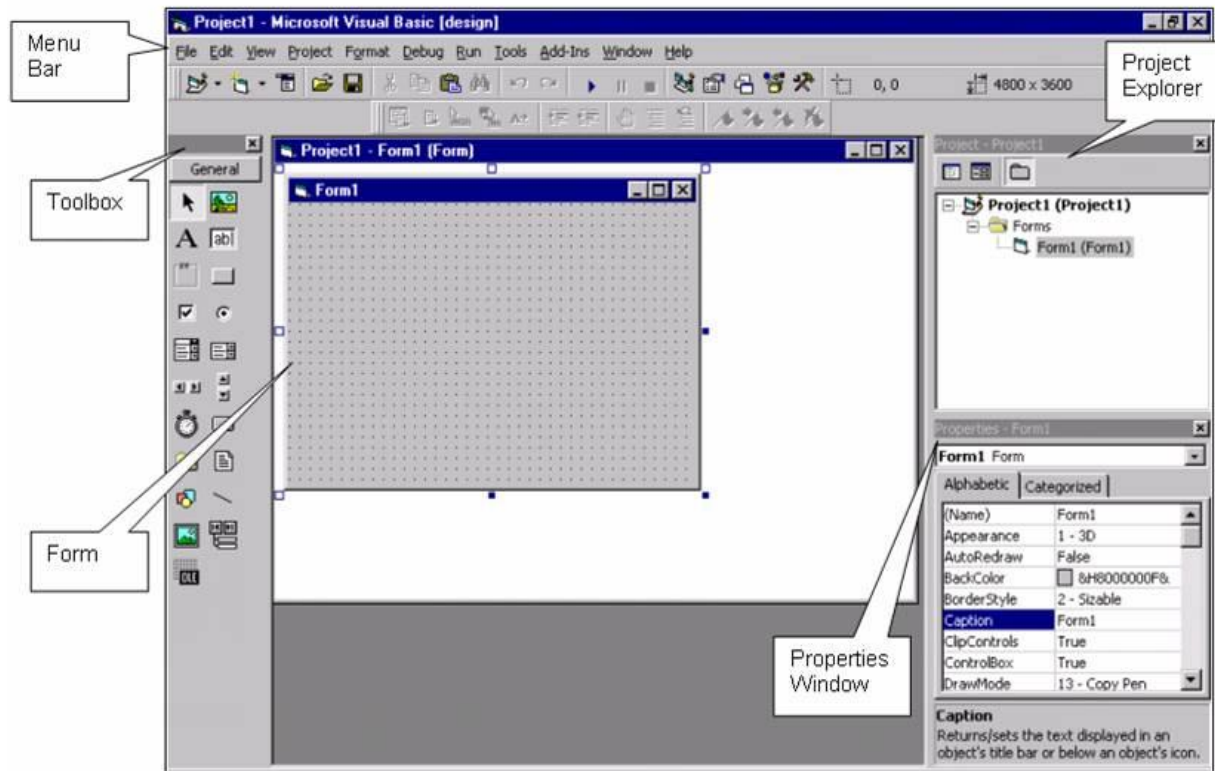 Project1 - Microsoft Visual Basic [design]
Menu
Bar
File Edit View Project Format Debug Run Tools Add-Ins Window Help
Project
Explorer
0, 0
4800 x 3600
Project1 - Form1 (Form)
Project - Project1
General
Form1
Toolbox
A
ab
Project1 (Project1)
Forms
Form1 (Form1)
Properties - Form1
Form1 Form
Alphabetic Categorized
(Name) Form1
Appearance 1 - 3D
AutoRedraw False
BackColor &H8000000F&
BorderStyle 2 - Sizable
Caption Form1
ClipControls True
ControlBox True
DrawMode 13 - Copy Pen
Form
OLE
Properties
Window
Caption
Returns/sets the text displayed in an
object's title bar or below an object's icon.